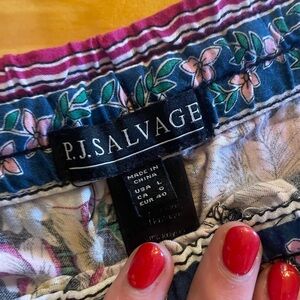 P.J.SALVAGE
MADE IN
CHINA
USA L
CA G
EUR 40